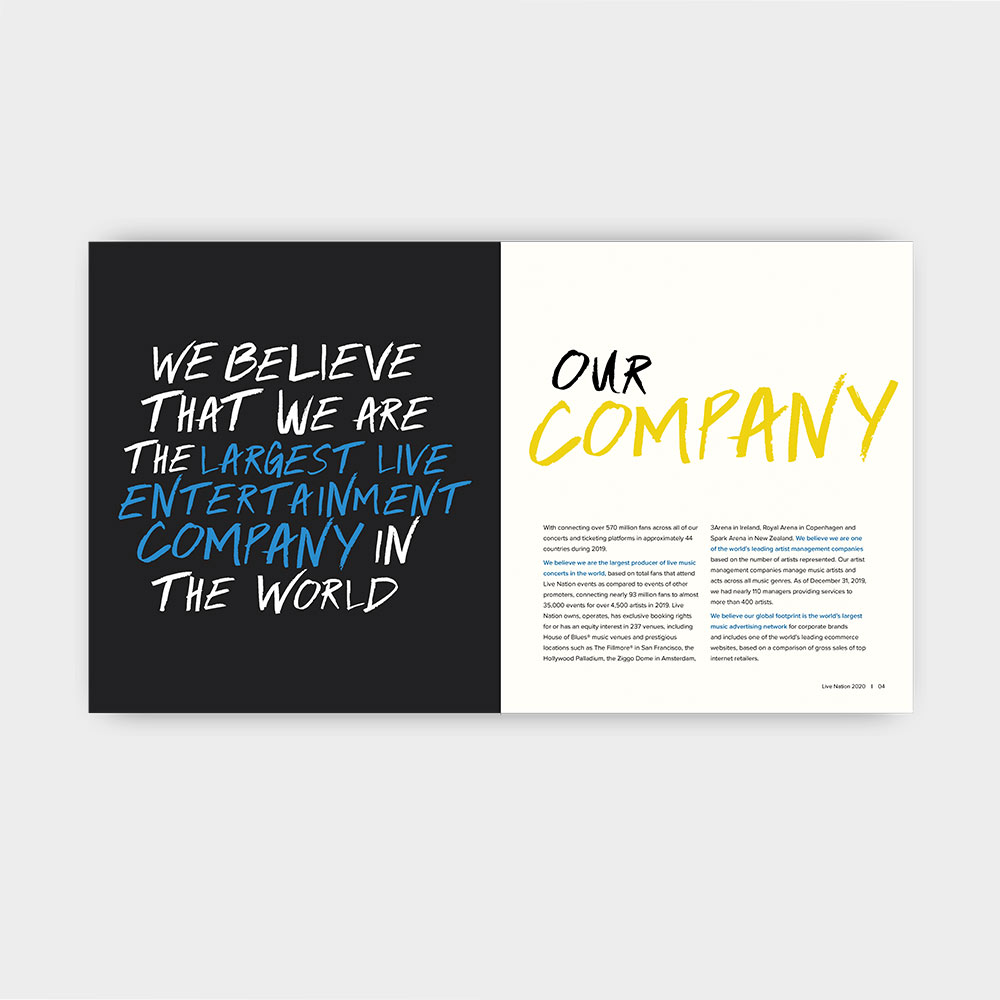 WE BELIEVE
THAT WE ARE
THE LARGEST LIVE
ENTERTAINMENT
COMPANY IN
THE WORLD
OUR
COMPANY
With connecting over 570 million fans across all of our
concerts and ticketing platforms in approximately 44
countries during 2019.
We believe we are the largest producer of live music
concerts in the world, based on total fans that attend
Live Nation events as compared to events of other
promoters, connecting nearly 93 million fans to almost
35,000 events for over 4,500 artists in 2019. Live
Nation owns, operates, has exclusive booking rights
for or has an equity interest in 237 venues, including
House of Blues® music venues and prestigious
locations such as The Fillmore® in San Francisco, the
Hollywood Palladium, the Ziggo Dome in Amsterdam,
3Arena in Ireland, Royal Arena in Copenhagen and
Spark Arena in New Zealand. We believe we are one
of the world's leading artist management companies
based on the number of artists represented. Our artist
management companies manage music artists and
acts across all music genres. As of December 31, 2019,
we had nearly 110 managers providing services to
more than 400 artists.
We believe our global footprint is the world's largest
music advertising network for corporate brands
and includes one of the world's leading ecommerce
websites, based on a comparison of gross sales of top
internet retailers.
Live Nation 2020 | 04